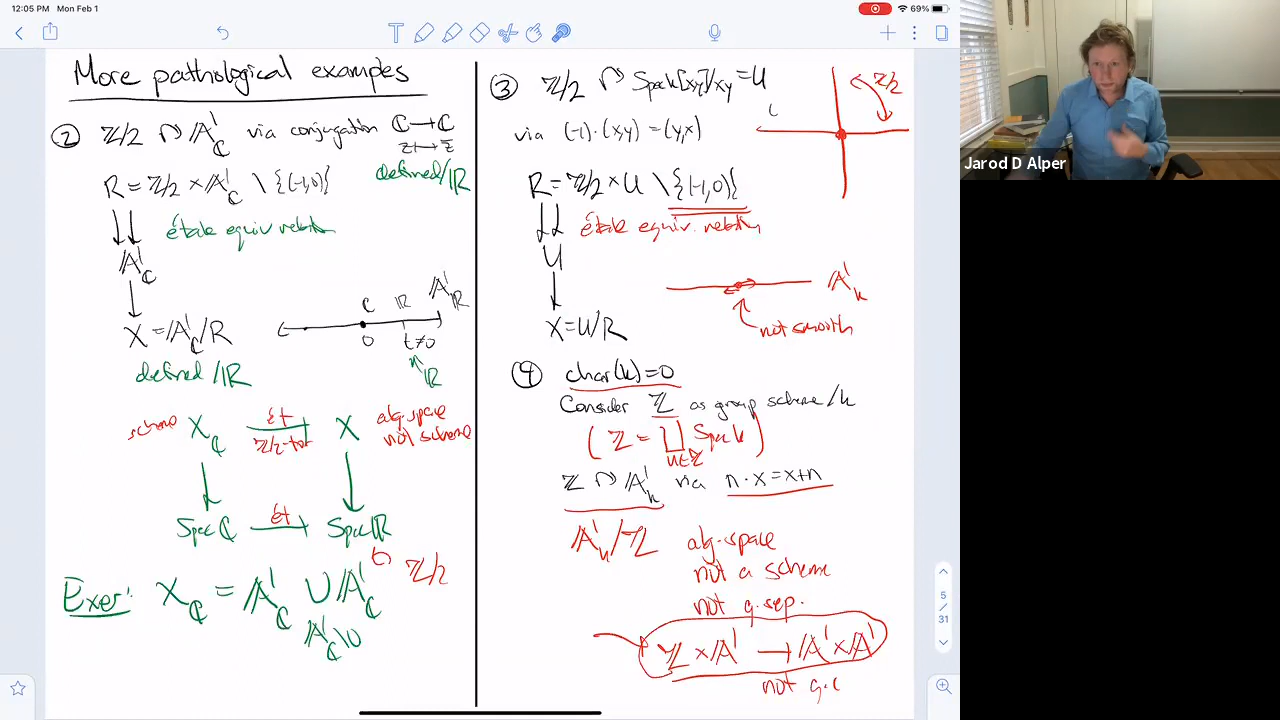 12:05 PM Mon Feb 1
69%
More pathological examples
② ℤ/2 ↷ 𝔸¹_ℂ via conjugation ℂ → ℂ
z ↦ z̄
defined/ℝ
R = ℤ/2 × 𝔸¹_ℂ \ {(-1,0)}
étale equiv relation
𝔸¹_ℂ
X = 𝔸¹_ℂ/R
defined/ℝ
ℂ ℝ 𝔸¹_ℝ
0 t≠0
ℝ
scheme X_ℂ ét ℤ/2-tor X alg. space
not scheme
Spec ℂ ét Spec ℝ
Exer: X_ℂ = 𝔸¹_ℂ ∪ 𝔸¹_ℂ ℤ/2
𝔸¹_ℂ\0
③ ℤ/2 ↷ Spec k[x,y]/xy = U
via (-1)·(x,y) = (y,x)
ℤ/2
R = ℤ/2 × U \ {(-1,0)}
étale equiv. relation
U
X = U/R
𝔸¹_k
not smooth
④ char(k)=0
Consider ℤ as group scheme/k
(ℤ = ∐ Spec k)
n∈ℤ
ℤ ↷ 𝔸¹_k via n·x = x+n
𝔸¹_k/ℤ alg. space
not a scheme
not q. sep.
ℤ × 𝔸¹ → 𝔸¹ × 𝔸¹
not q.c
5
/
31
Jarod D Alper